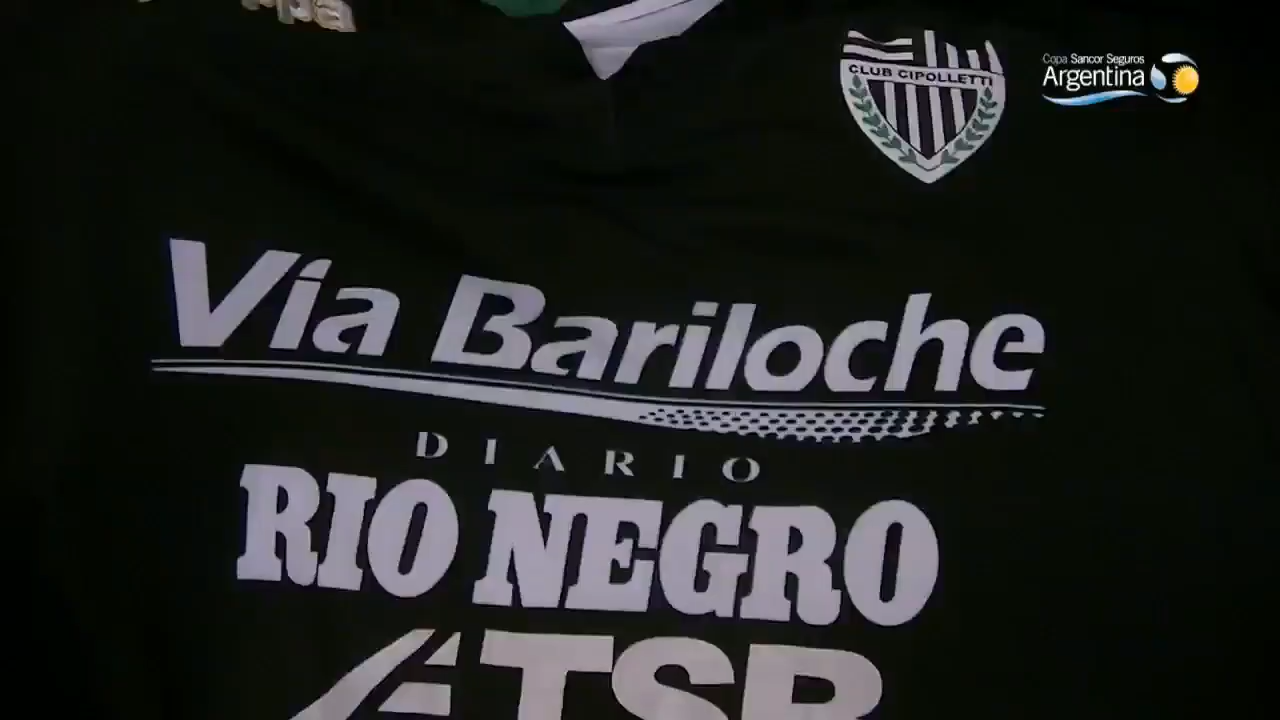 CLUB CIPOLLETTI
Copa Sancor Seguros
Argentina
Via Bariloche
DIARIO
RIO NEGRO